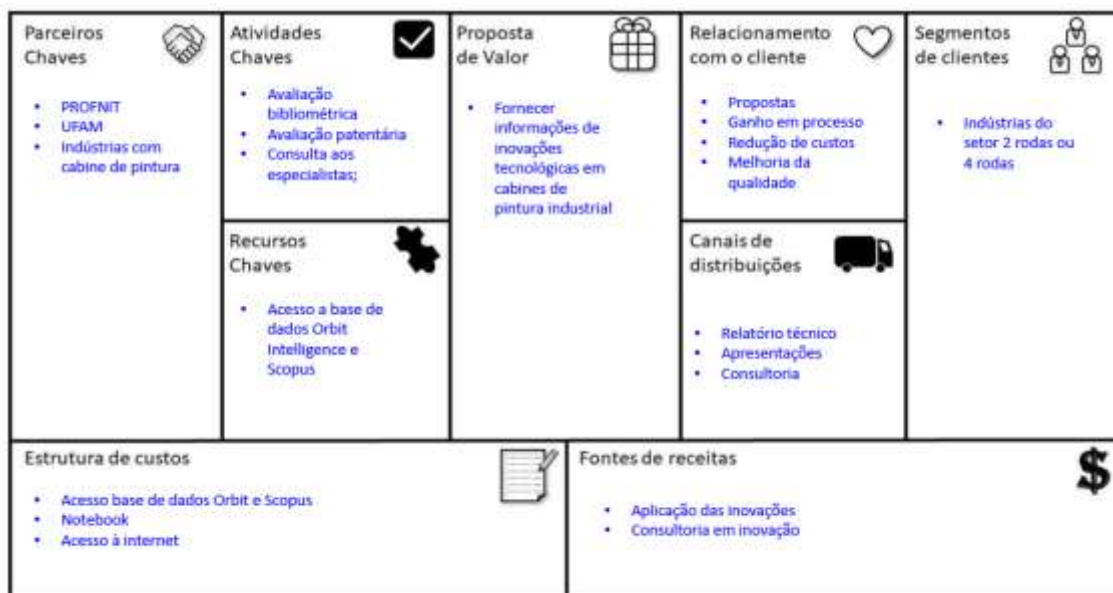 Parceiros
Chaves
• PROFNIT
• UFAM
• Indústrias com
cabine de pintura
Atividades
Chaves
• Avaliação
bibliométrica
• Avaliação patentária
• Consulta aos
especialistas;
Recursos
Chaves
• Acesso a base de
dados Orbit
Intelligence e
Scopus
Proposta
de Valor
• Fornecer
informações de
inovações
tecnológicas em
cabines de
pintura industrial
Relacionamento
com o cliente
• Propostas
• Ganho em processo
• Redução de custos
• Melhoria da
qualidade
Canais de
distribuições
• Relatório técnico
• Apresentações
• Consultoria
Segmentos
de clientes
• Indústrias do
setor 2 rodas ou
4 rodas
Estrutura de custos
• Acesso base de dados Orbit e Scopus
• Notebook
• Acesso à internet
Fontes de receitas
• Aplicação das inovações
• Consultoria em inovação